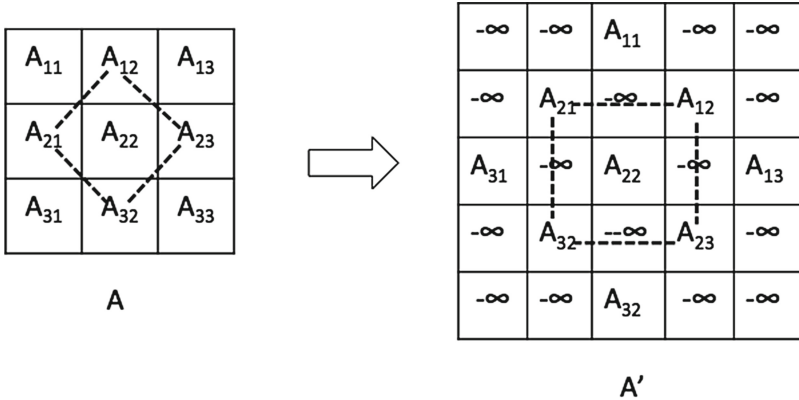 A11 A12 A13
A21 A22 A23
A31 A32 A33
A
-∞ -∞ A11 -∞ -∞
-∞ A21 -∞ A12 -∞
A31 -∞ A22 -∞ A13
-∞ A32 --∞ A23 -∞
-∞ -∞ A32 -∞ -∞
A'